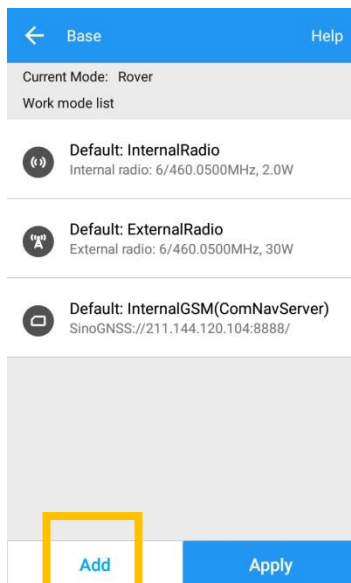 Base Help
Current Mode: Rover
Work mode list
Default: InternalRadio
Internal radio: 6/460.0500MHz, 2.0W
Default: ExternalRadio
External radio: 6/460.0500MHz, 30W
Default: InternalGSM(ComNavServer)
SinoGNSS://211.144.120.104:8888/
Add Apply